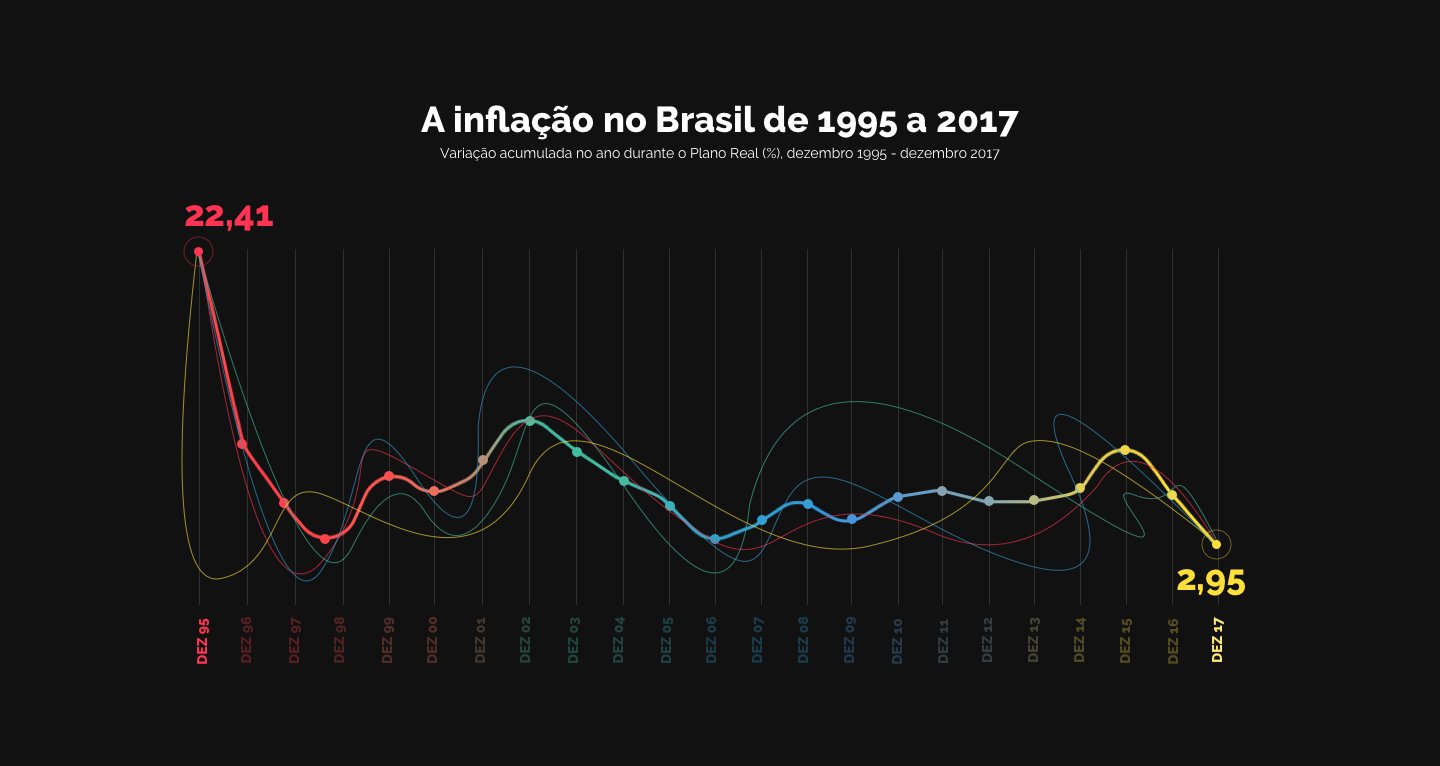 A inflação no Brasil de 1995 a 2017
Variação acumulada no ano durante o Plano Real (%), dezembro 1995 - dezembro 2017
22,41
2,95
DEZ 95
DEZ 96
DEZ 97
DEZ 98
DEZ 99
DEZ 00
DEZ 01
DEZ 02
DEZ 03
DEZ 04
DEZ 05
DEZ 06
DEZ 07
DEZ 08
DEZ 09
DEZ 10
DEZ 11
DEZ 12
DEZ 13
DEZ 14
DEZ 15
DEZ 16
DEZ 17